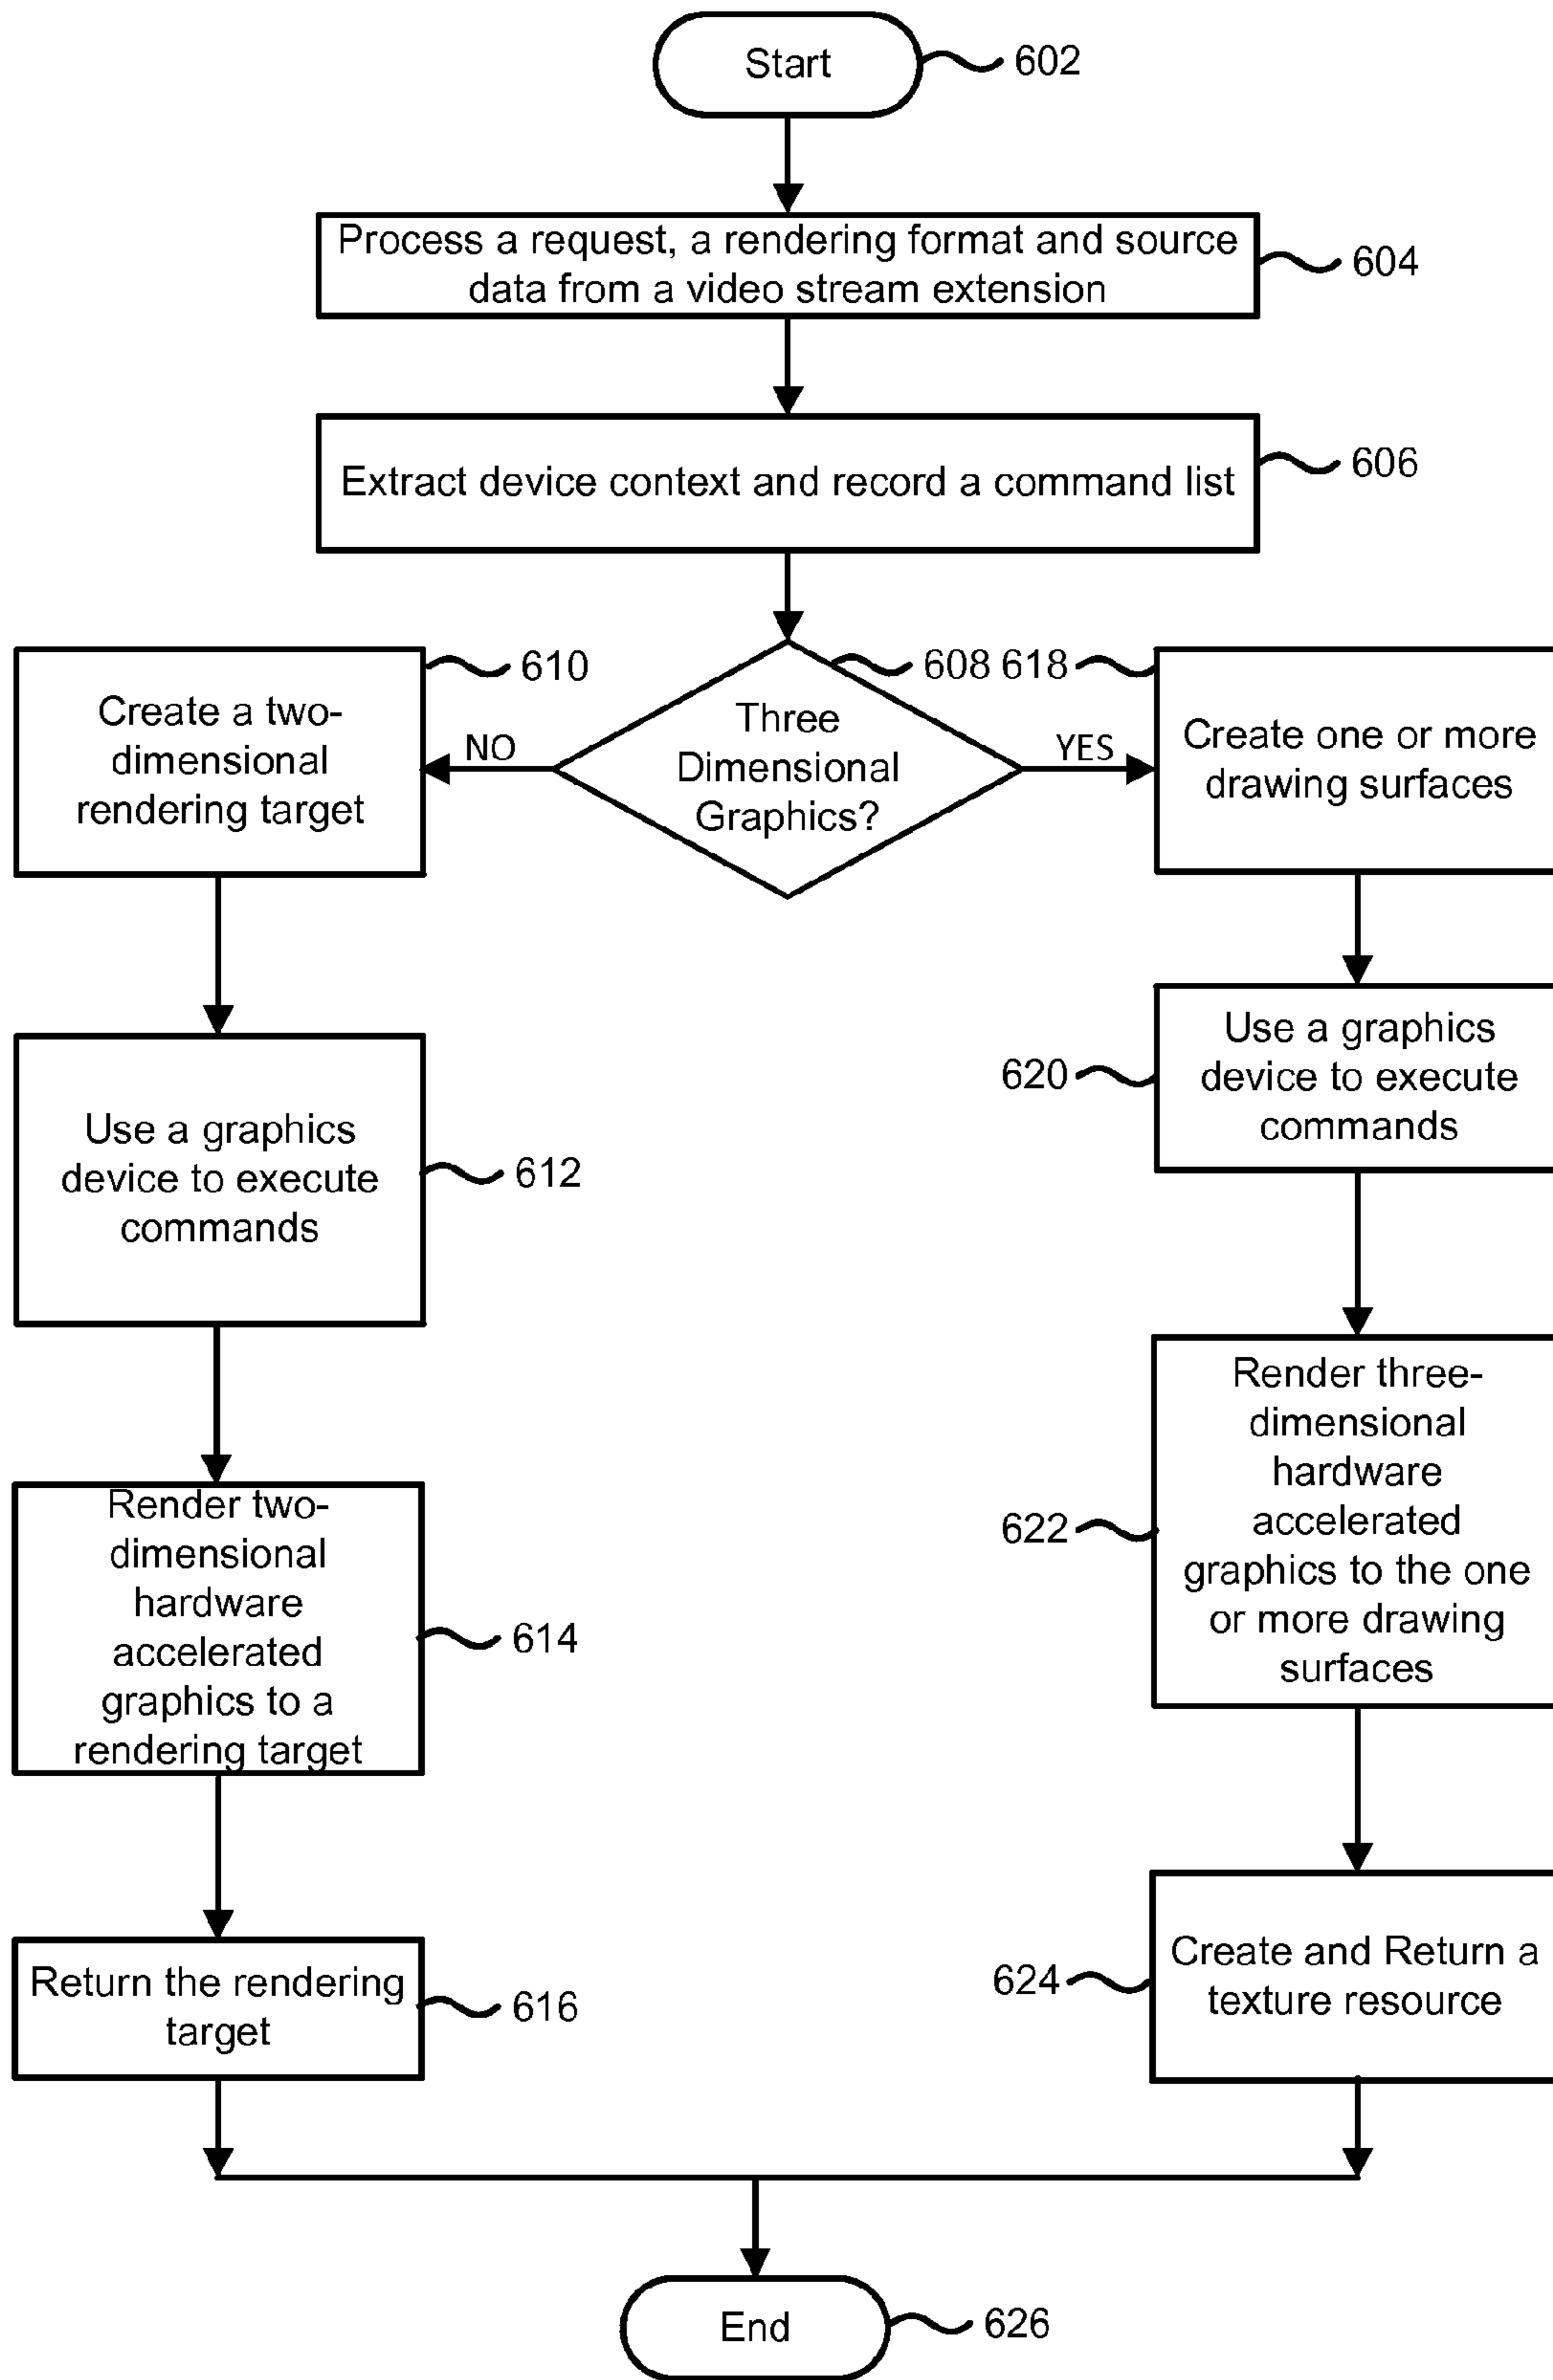 Start
602
Process a request, a rendering format and source
data from a video stream extension
604
Extract device context and record a command list
606
Three
Dimensional
Graphics?
608
NO
YES
610
Create a two-
dimensional
rendering target
Use a graphics
device to execute
commands
612
Render two-
dimensional
hardware
accelerated
graphics to a
rendering target
614
Return the rendering
target
616
618
Create one or more
drawing surfaces
Use a graphics
device to execute
commands
620
Render three-
dimensional
hardware
accelerated
graphics to the one
or more drawing
surfaces
622
Create and Return a
texture resource
624
End
626